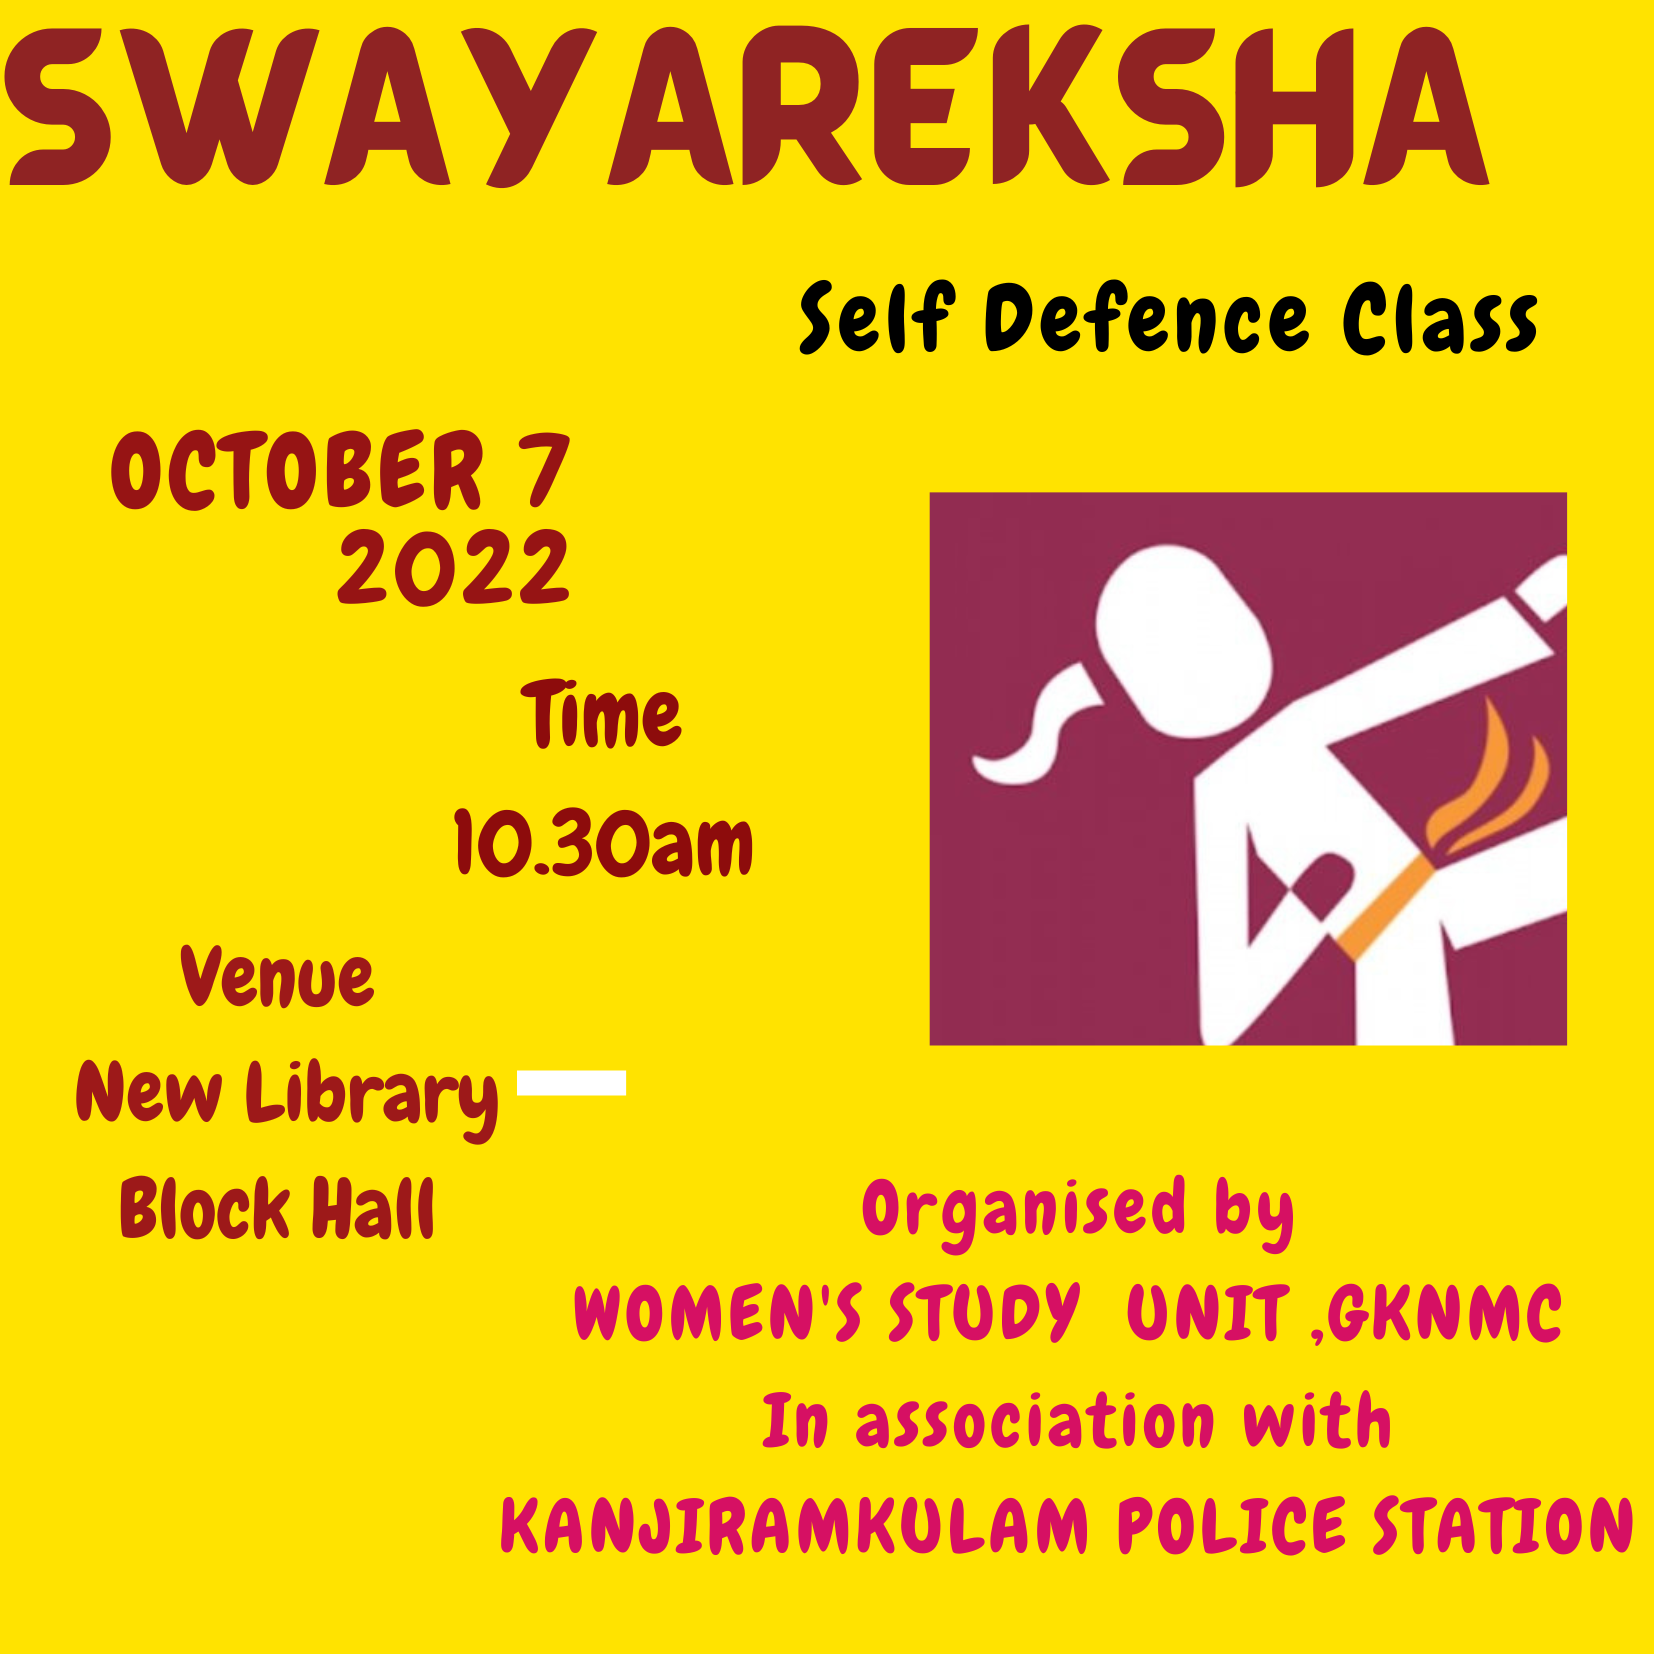 SWAYAREKSHA
Self Defence Class
OCTOBER 7
2022
Time
10.30am
Venue
New Library
Block Hall
Organised by
WOMEN'S STUDY  UNIT ,GKNMC
In association with
KANJIRAMKULAM POLICE STATION